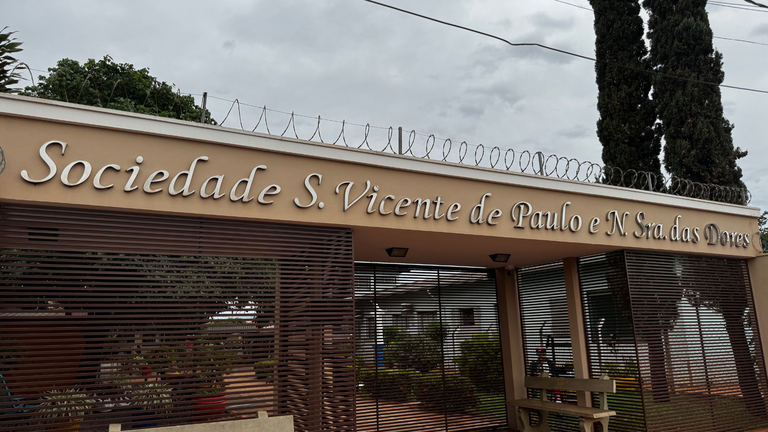 Sociedade S. Vicente de Paulo e N. Sra. das Dores